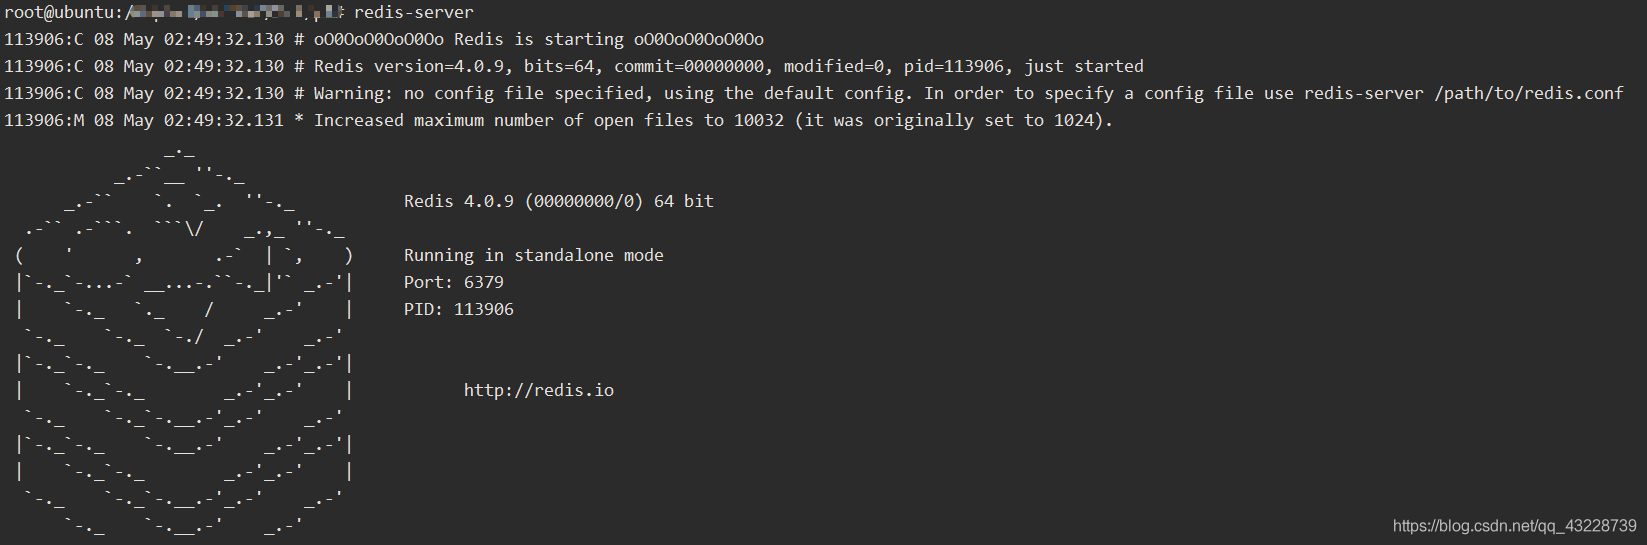 root@ubuntu:/ # redis-server
113906:C 08 May 02:49:32.130 # oO0OoO0OoO0Oo Redis is starting oO0OoO0OoO0Oo
113906:C 08 May 02:49:32.130 # Redis version=4.0.9, bits=64, commit=00000000, modified=0, pid=113906, just started
113906:C 08 May 02:49:32.130 # Warning: no config file specified, using the default config. In order to specify a config file use redis-server /path/to/redis.conf
113906:M 08 May 02:49:32.131 * Increased maximum number of open files to 10032 (it was originally set to 1024).
Redis 4.0.9 (00000000/0) 64 bit
Running in standalone mode
Port: 6379
PID: 113906
http://redis.io
https://blog.csdn.net/qq_43228739